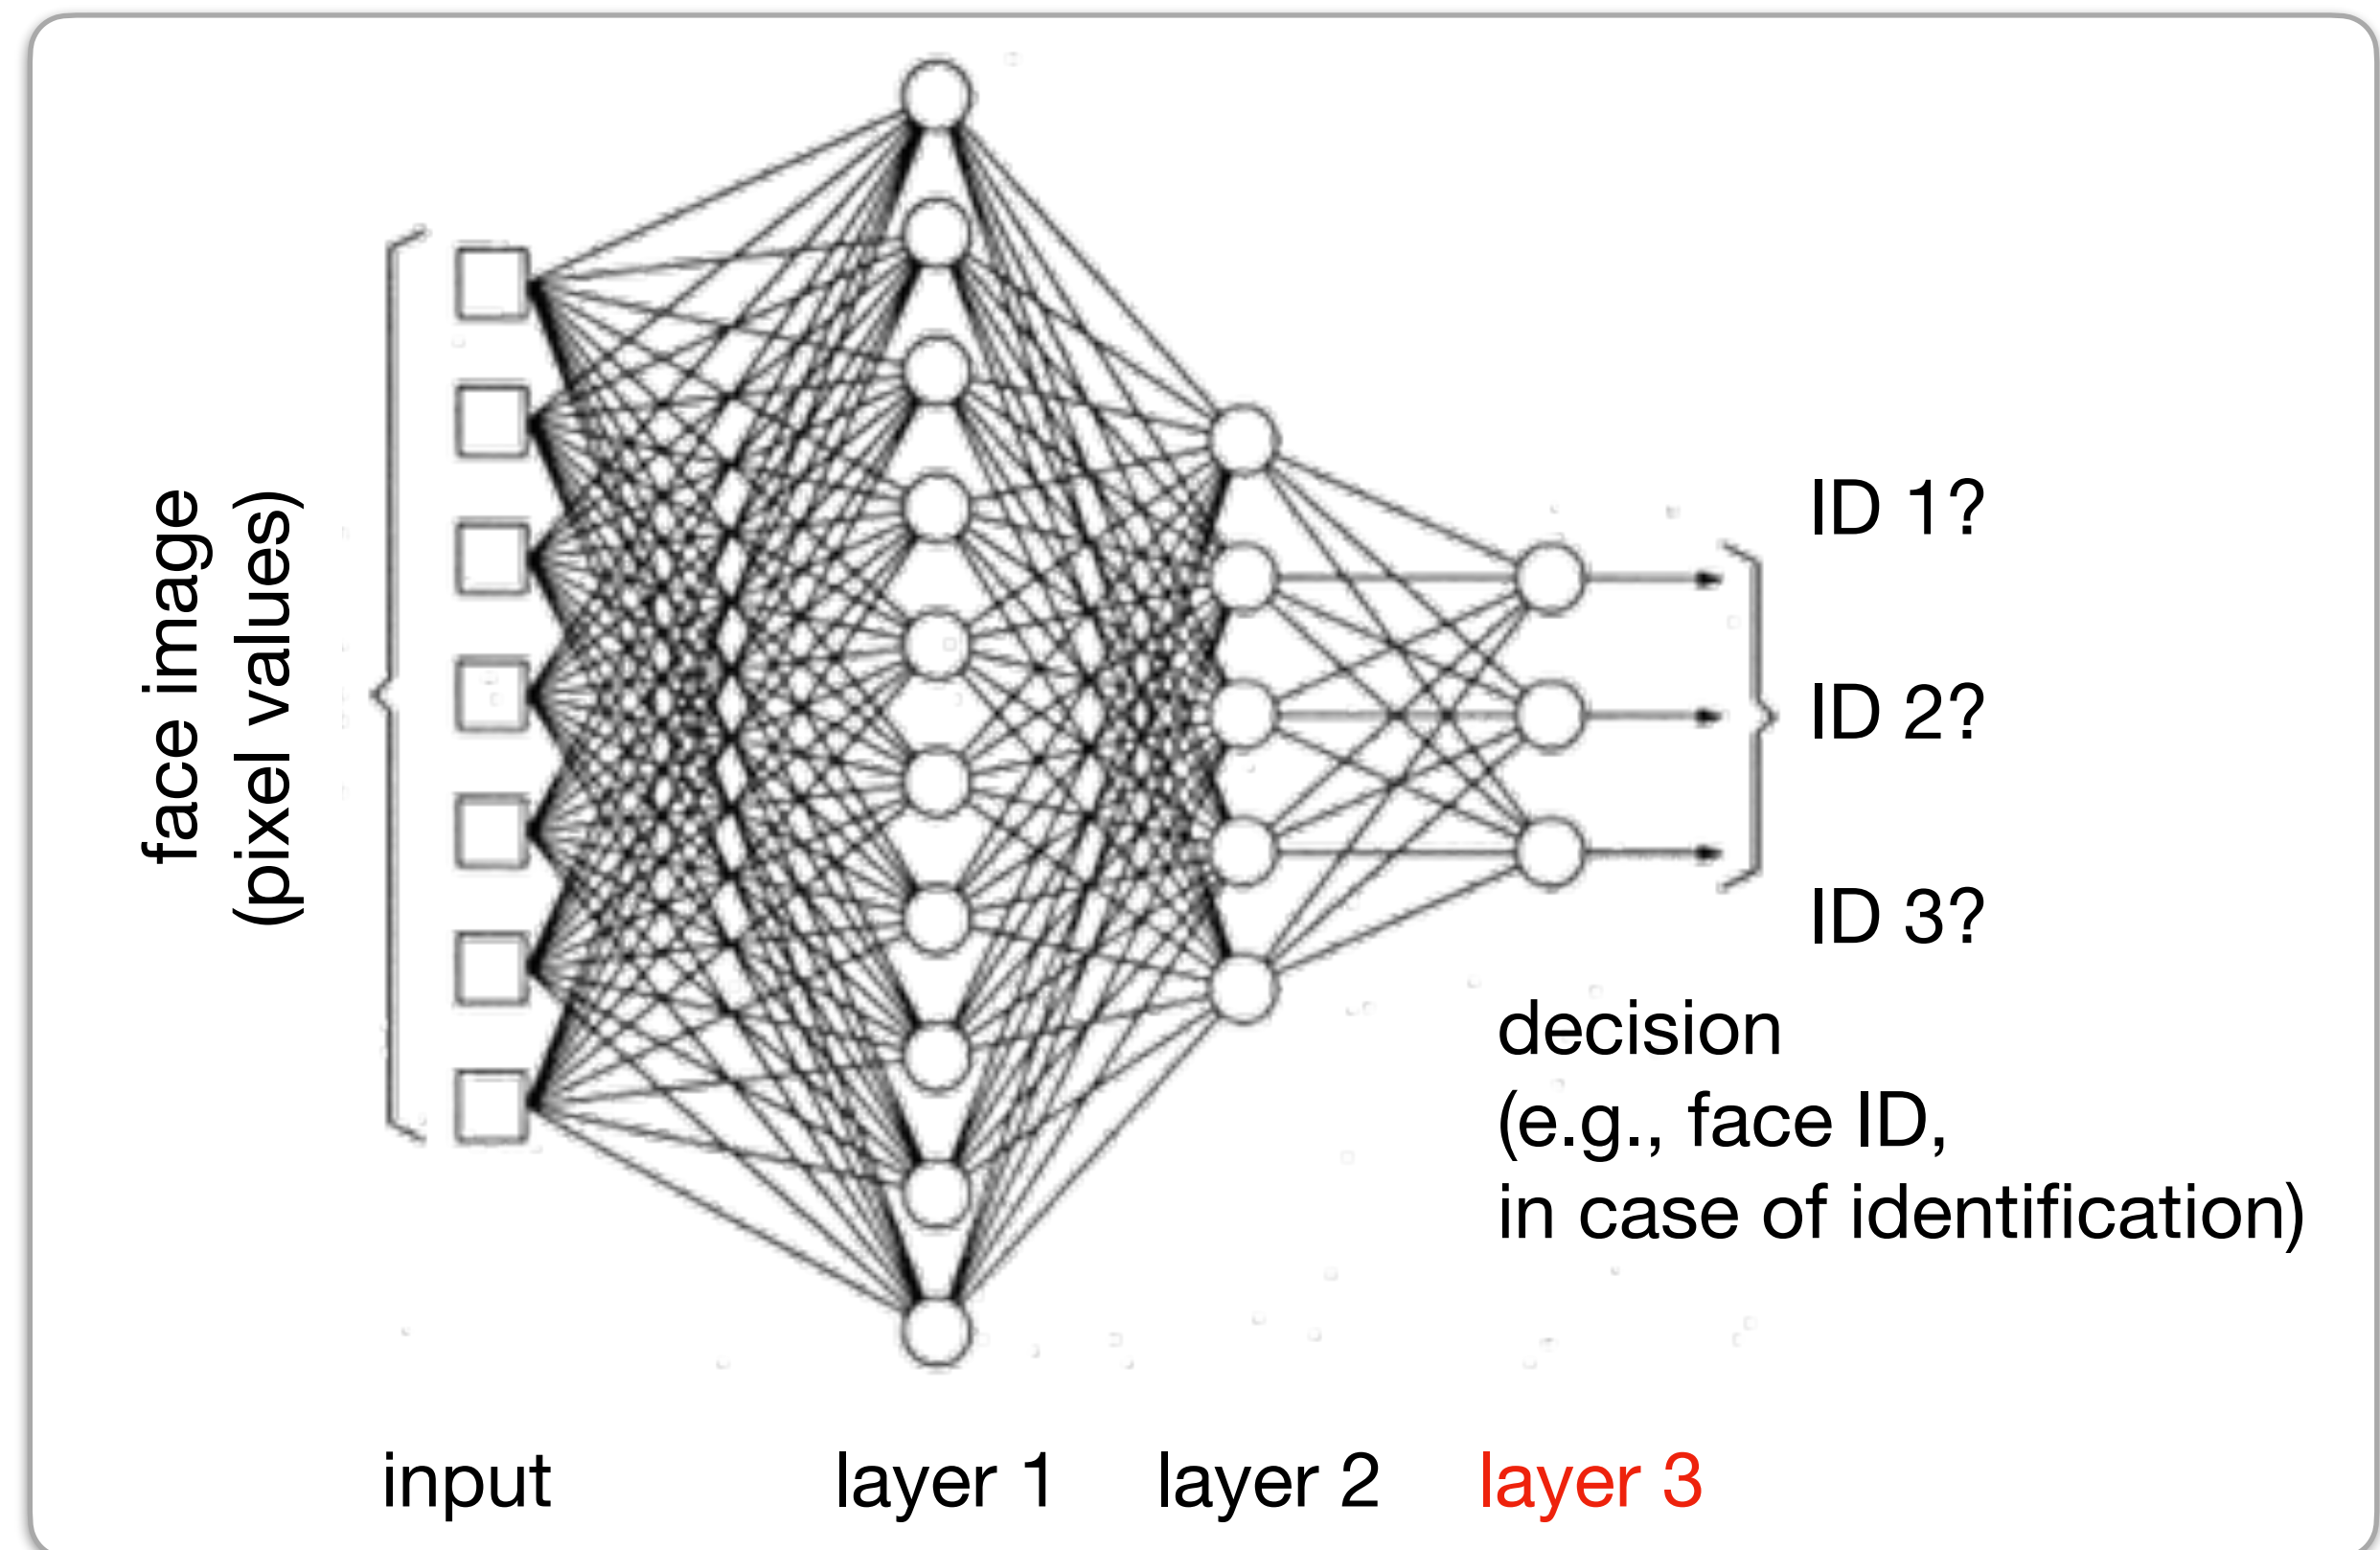 face image
(pixel values)
ID 1?
ID 2?
ID 3?
decision
(e.g., face ID,
in case of identification)
input
layer 1
layer 2
layer 3